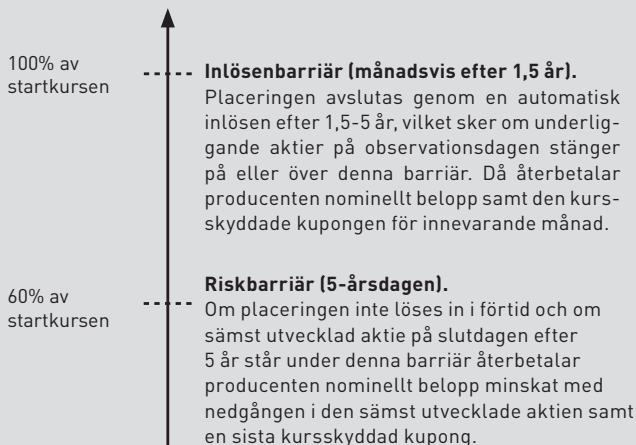 100% av
startkursen
Inlösenbarriär (månadsvis efter 1,5 år).
Placeringen avslutas genom en automatisk
inlösen efter 1,5-5 år, vilket sker om underlig-
gande aktier på observationsdagen stänger
på eller över denna barriär. Då återbetalar
producenten nominellt belopp samt den kurs-
skyddade kupongen för innevarande månad.
60% av
startkursen
Riskbarriär (5-årsdagen).
Om placeringen inte löses in i förtid och om
sämst utvecklad aktie på slutdagen efter
5 år står under denna barriär återbetalar
producenten nominellt belopp minskat med
nedgången i den sämst utvecklade aktien samt
en sista kursskyddad kupong.